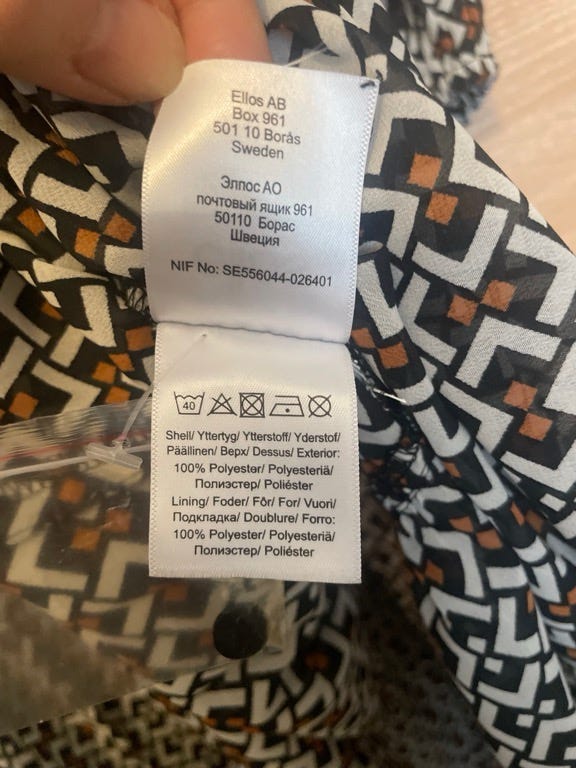 Ellos AB
Box 961
501 10 Borås
Sweden
Эллос АО
почтовый ящик 961
50110 Борас
Швеция
NIF No: SE556044-026401
40
Shell/ Yttertyg/ Ytterstoff/ Yderstof/
Päällinen/ Верх/ Dessus/ Exterior:
100% Polyester/ Polyesteriä/
Полиэстер/ Poliéster
Lining/ Foder/ Fôr/ For/ Vuori/
Подкладка/ Doublure/ Forro:
100% Polyester/ Polyesteriä/
Полиэстер/ Poliéster